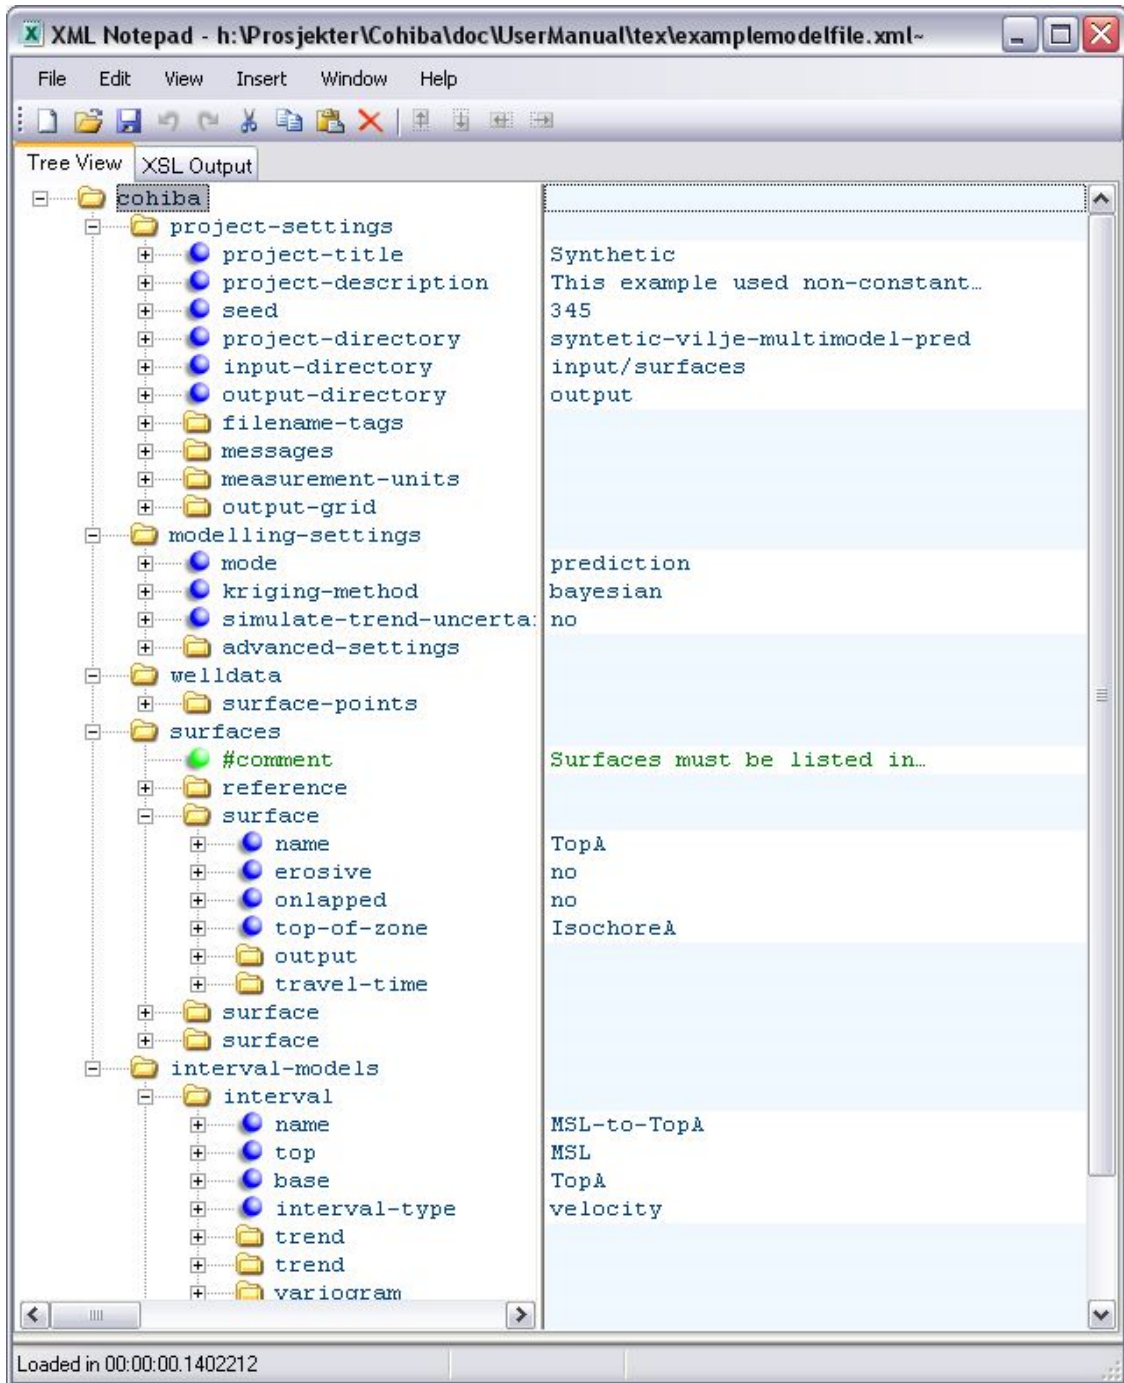 XML Notepad - h:\Prosjekter\Cohiba\doc\UserManual\tex\examplemodelfile.xml~
File Edit View Insert Window Help
Tree View XSL Output
cohiba
project-settings
project-title Synthetic
project-description This example used non-constant…
seed 345
project-directory syntetic-vilje-multimodel-pred
input-directory input/surfaces
output-directory output
filename-tags
messages
measurement-units
output-grid
modelling-settings
mode prediction
kriging-method bayesian
simulate-trend-uncerta no
advanced-settings
welldata
surface-points
surfaces
#comment Surfaces must be listed in…
reference
surface
name TopA
erosive no
onlapped no
top-of-zone IsochoreA
output
travel-time
surface
surface
interval-models
interval
name MSL-to-TopA
top MSL
base TopA
interval-type velocity
trend
trend
variogram
Loaded in 00:00:00.1402212